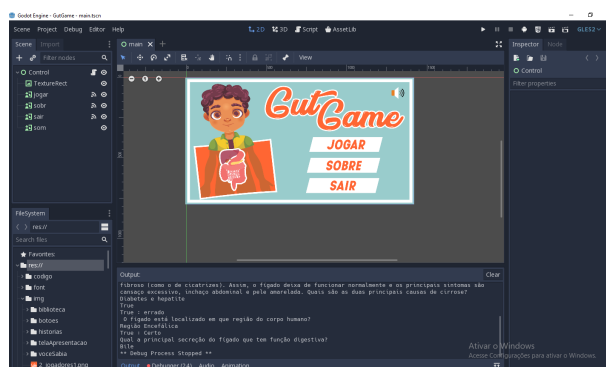 Godot Engine - GutGame - main.tscn
Scene Project Debug Editor Help
2D 3D Script AssetLib
GLES2
Scene Import
main
Inspector Node
Filter nodes
View
Control
TextureRect
jogar
sobr
sair
som
Control
Filter properties
Gut
Game
JOGAR
SOBRE
SAIR
FileSystem
res://
Search files
Favorites:
res://
codigo
font
img
biblioteca
botoes
historias
telaApresentacao
voceSabia
2_jogadores1.png
Output:
Clear
fibroso (como o de cicatrizes). Assim, o fígado deixa de funcionar normalmente e os principais sintomas são
cansaço excessivo, inchaço abdominal e pele amarelada. Quais são os duas principais causas de cirrose?
Diabetes e hepatite
True
True : errado
O fígado está localizado em que região do corpo humano?
Região Encefálica
True : Certo
Qual a principal secreção do fígado que tem função digestiva?
Bile
** Debug Process Stopped **
Output Debugger (24) Audio Animation
Ativar o Windows
Acesse Configurações para ativar o Windows.